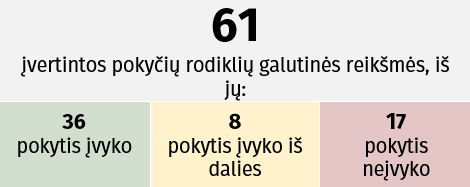 61
įvertintos pokyčių rodiklių galutinės reikšmės, iš
jų:
36
pokytis įvyko
8
pokytis įvyko iš
dalies
17
pokytis
neįvyko